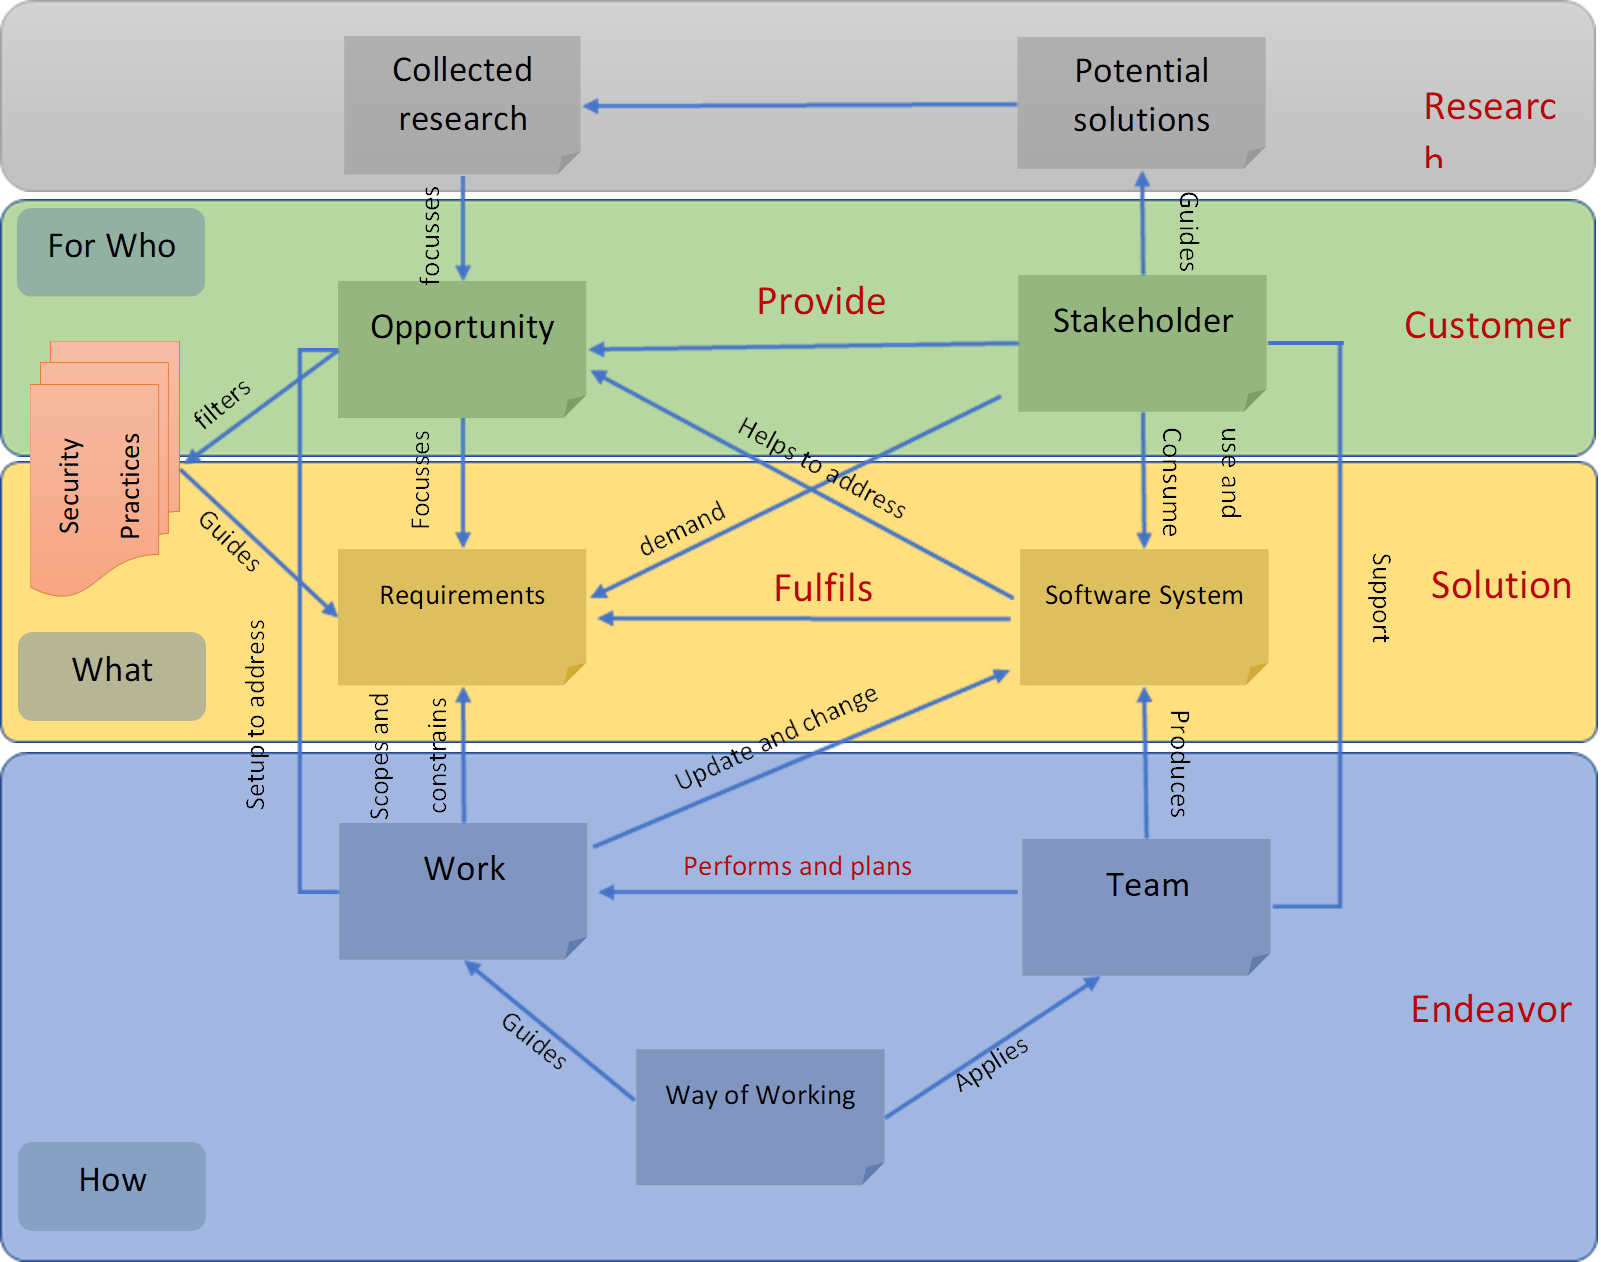 Collected
research
Potential
solutions
Researc
h
focusses
Guides
For Who
Opportunity
Provide
Stakeholder
Customer
filters
Security
Practices
Focusses
Helps to address
demand
use and
Consume
Guides
Requirements
Fulfils
Software System
Solution
Support
What
Setup to address
Scopes and
constrains
Update and change
Produces
Work
Performs and plans
Team
Endeavor
Guides
Applies
Way of Working
How